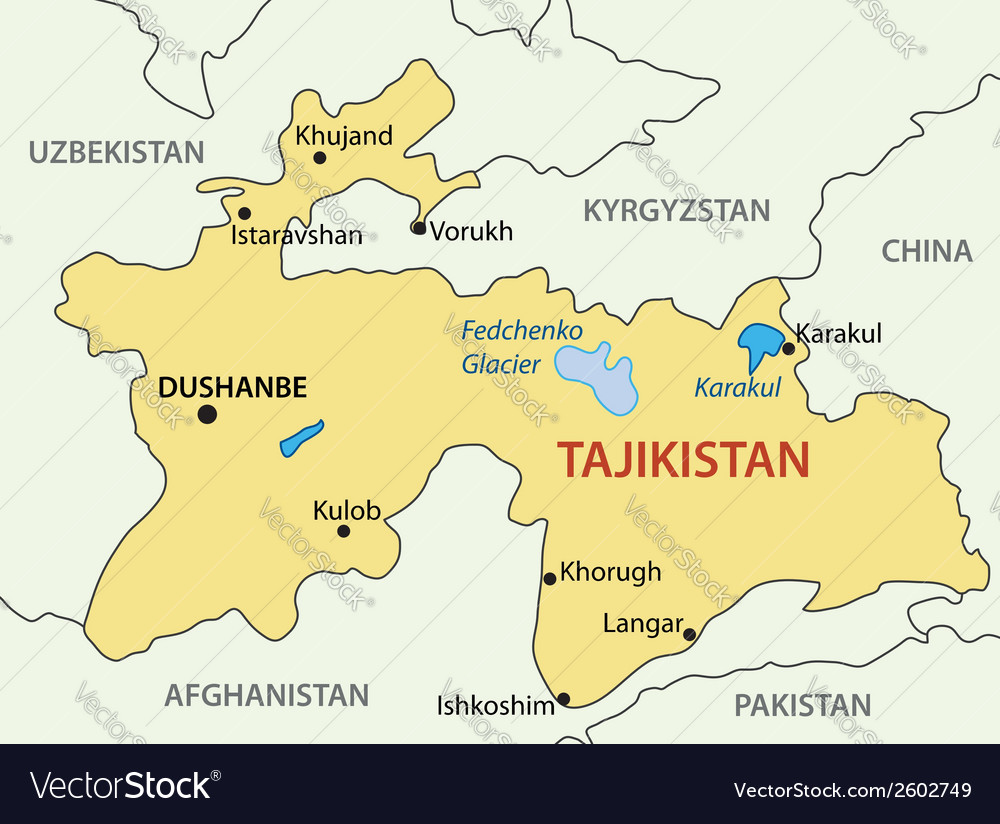 UZBEKISTAN
Khujand
Istaravshan
Vorukh
KYRGYZSTAN
CHINA
Fedchenko
Glacier
Karakul
Karakul
DUSHANBE
TAJIKISTAN
Kulob
Khorugh
Langar
Ishkoshim
AFGHANISTAN
PAKISTAN
VectorStock®
VectorStock.com/2602749